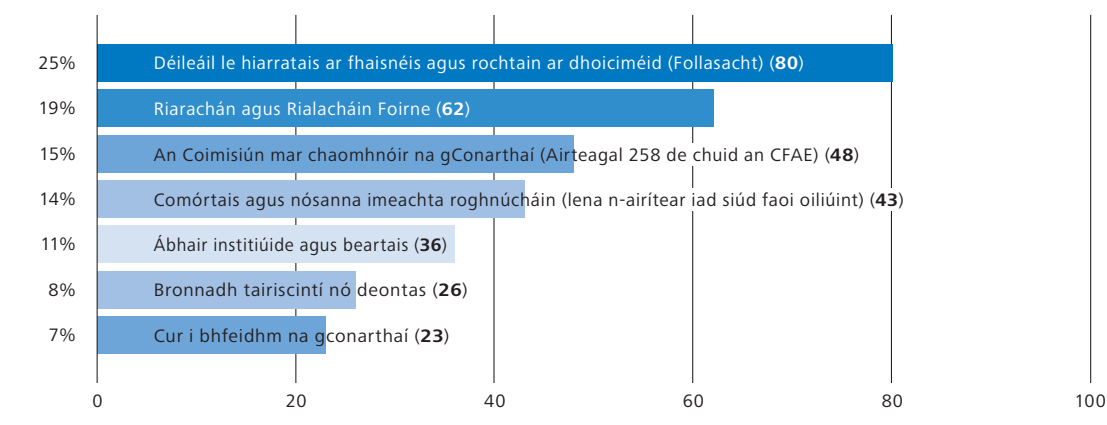 25% Déileáil le hiarratais ar fhaisnéis agus rochtain ar dhoiciméid (Follasacht) (80)
19% Riarachán agus Rialacháin Foirne (62)
15% An Coimisiún mar chaomhnóir na gConarthaí (Airteagal 258 de chuid an CFAE) (48)
14% Comórtais agus nósanna imeachta roghnúcháin (lena n-airítear iad siúd faoi oiliúint) (43)
11% Ábhair institiúide agus beartais (36)
8% Bronnadh tairiscintí nó deontas (26)
7% Cur i bhfeidhm na gconarthaí (23)
0 20 40 60 80 100